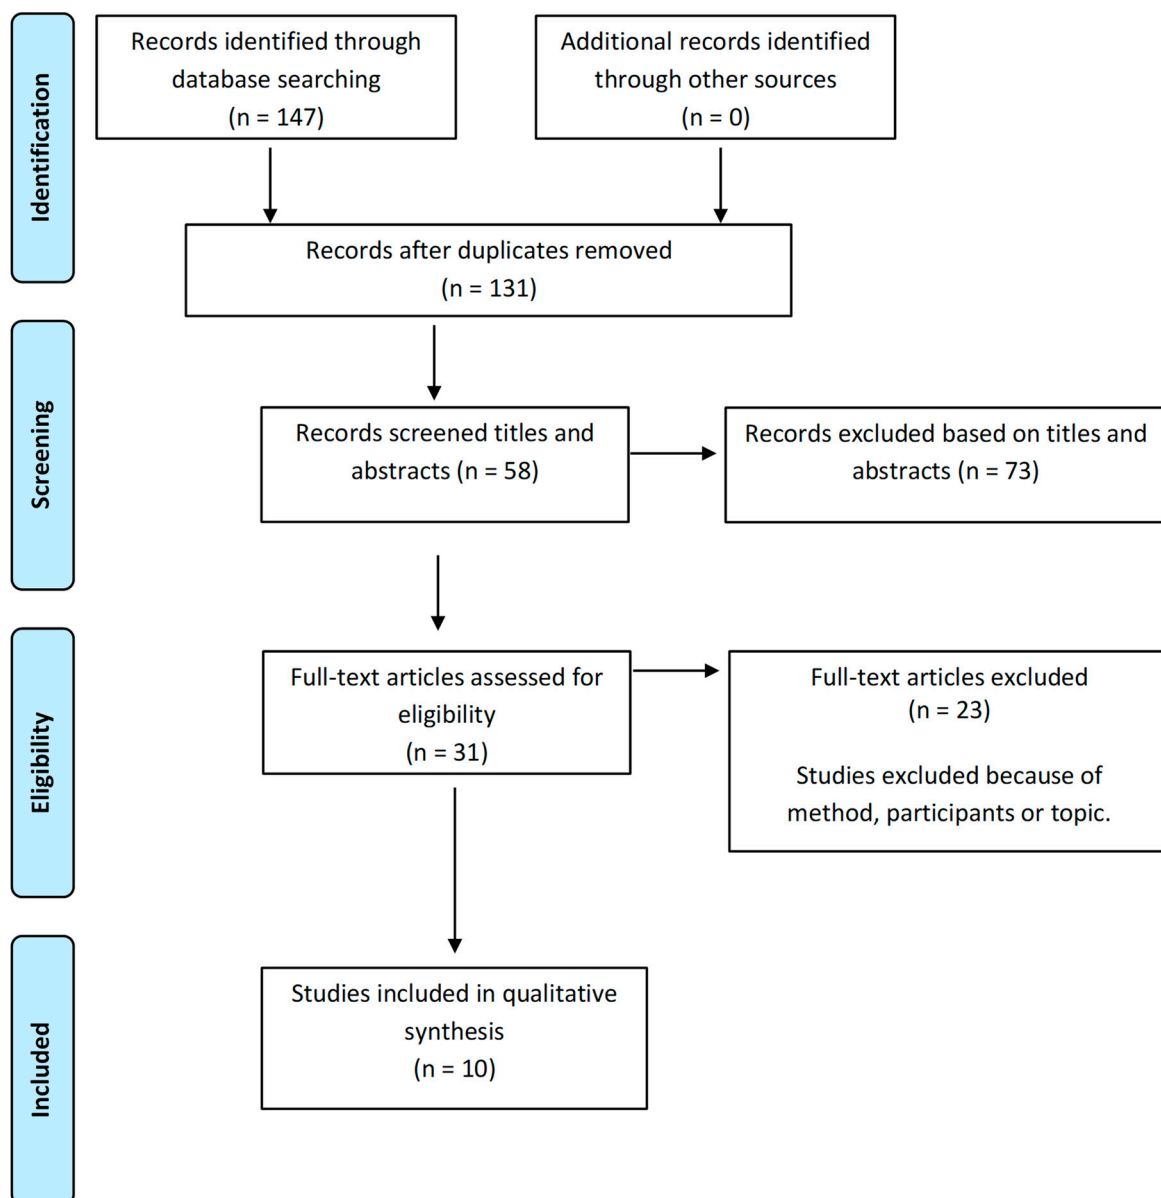 Identification
Records identified through
database searching
(n = 147)
Additional records identified
through other sources
(n = 0)
Records after duplicates removed
(n = 131)
Screening
Records screened titles and
abstracts (n = 58)
Records excluded based on titles and
abstracts (n = 73)
Eligibility
Full-text articles assessed for
eligibility
(n = 31)
Full-text articles excluded
(n = 23)
Studies excluded because of
method, participants or topic.
Included
Studies included in qualitative
synthesis
(n = 10)